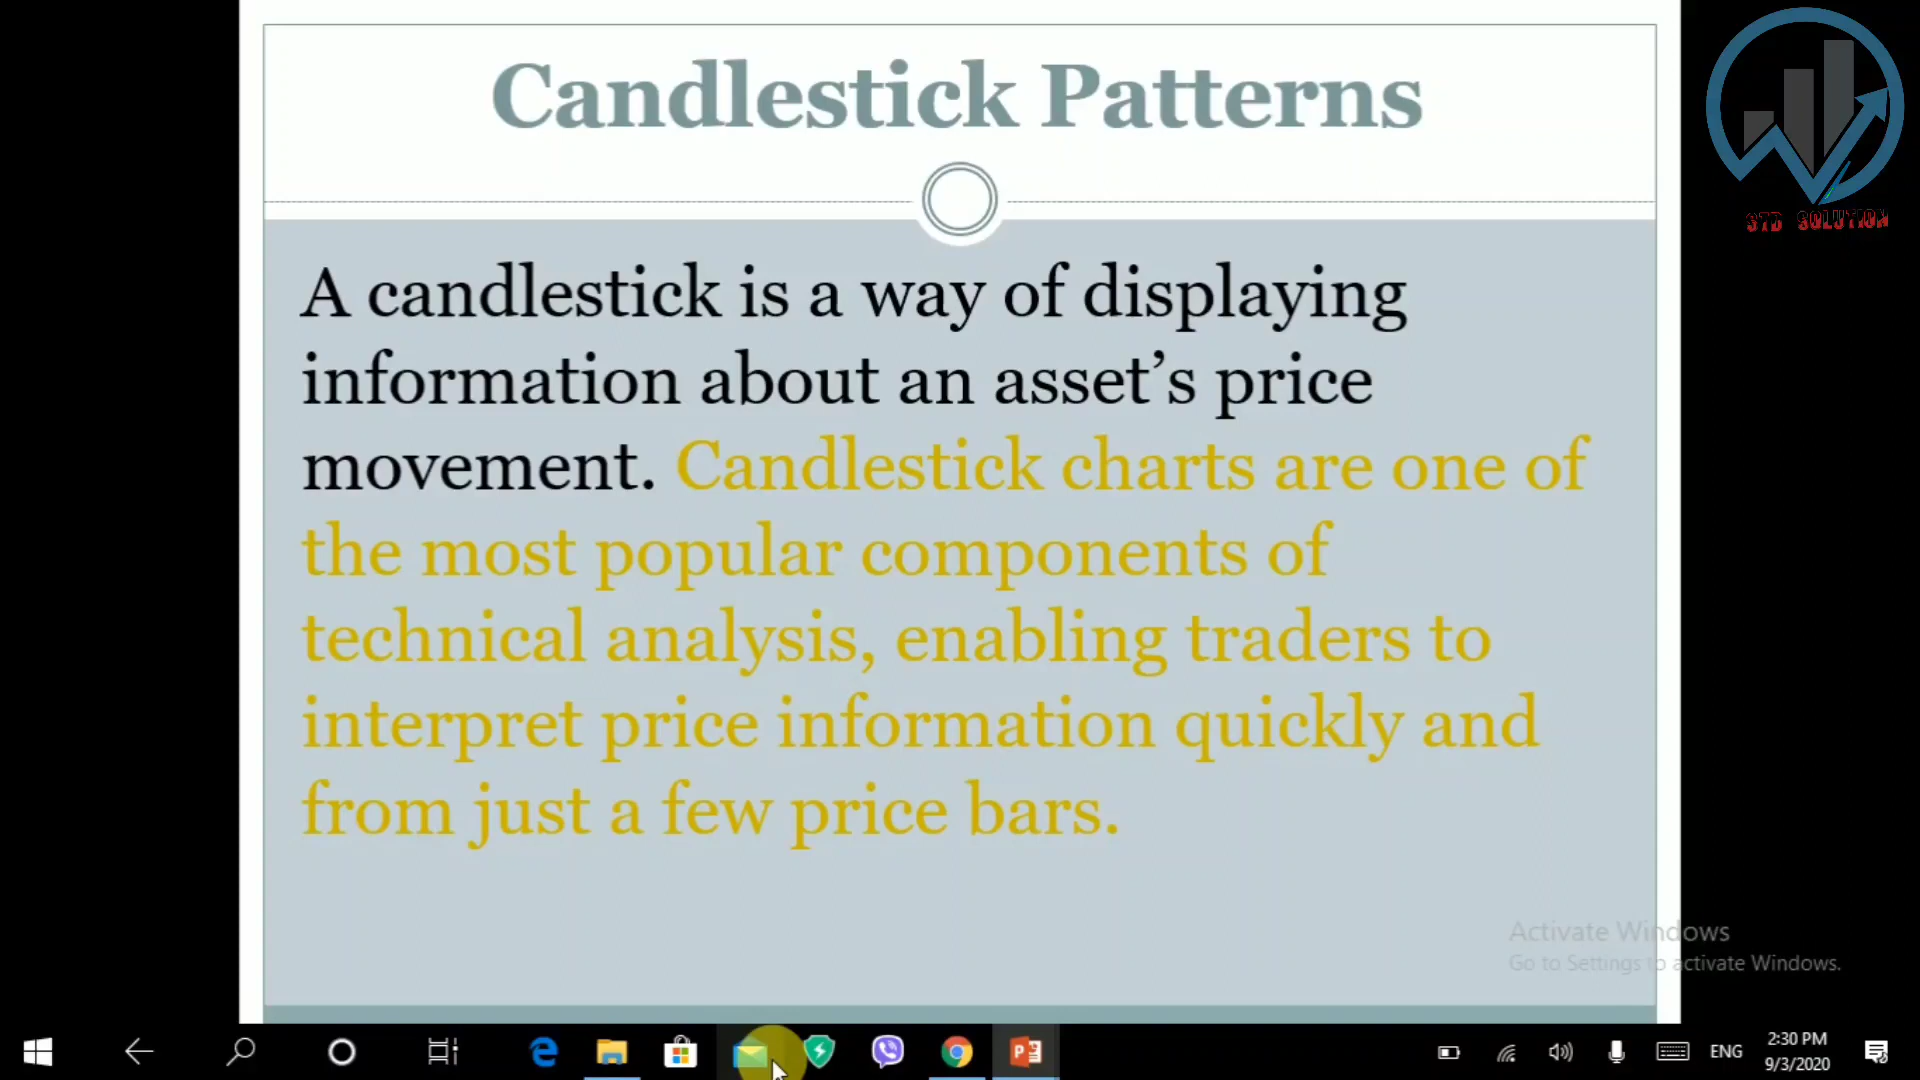 Candlestick Patterns
STD SOLUTION
A candlestick is a way of displaying
information about an asset’s price
movement. Candlestick charts are one of
the most popular components of
technical analysis, enabling traders to
interpret price information quickly and
from just a few price bars.
Activate Windows
Go to Settings to activate Windows.
ENG
2:30 PM
9/3/2020